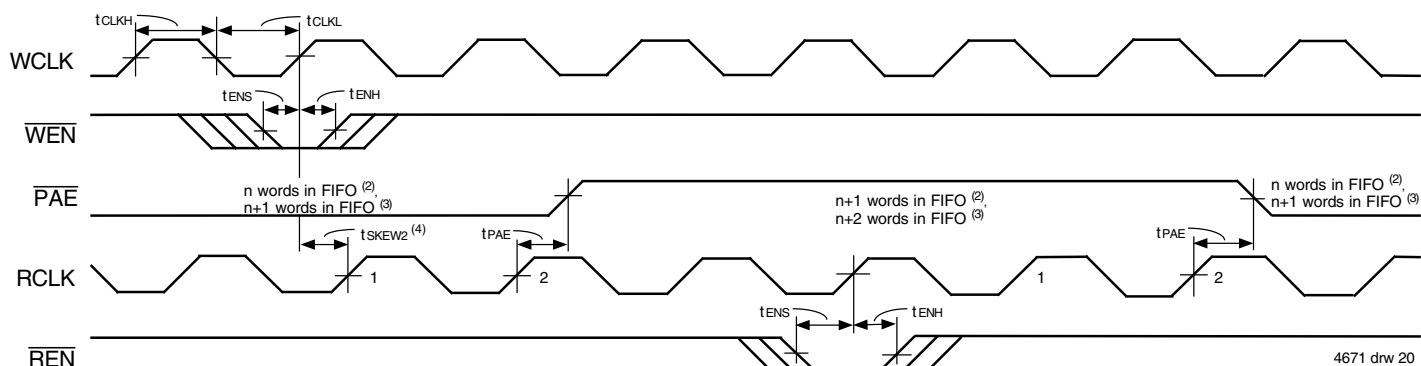 tCLKH
tCLKL
WCLK
tENS
tENH
WEN
PAE
n words in FIFO (2),
n+1 words in FIFO (3)
n+1 words in FIFO (2),
n+2 words in FIFO (3)
n words in FIFO (2),
n+1 words in FIFO (3)
tSKEW2 (4)
tPAE
tPAE
RCLK
1
2
1
2
tENS
tENH
REN
4671 drw 20